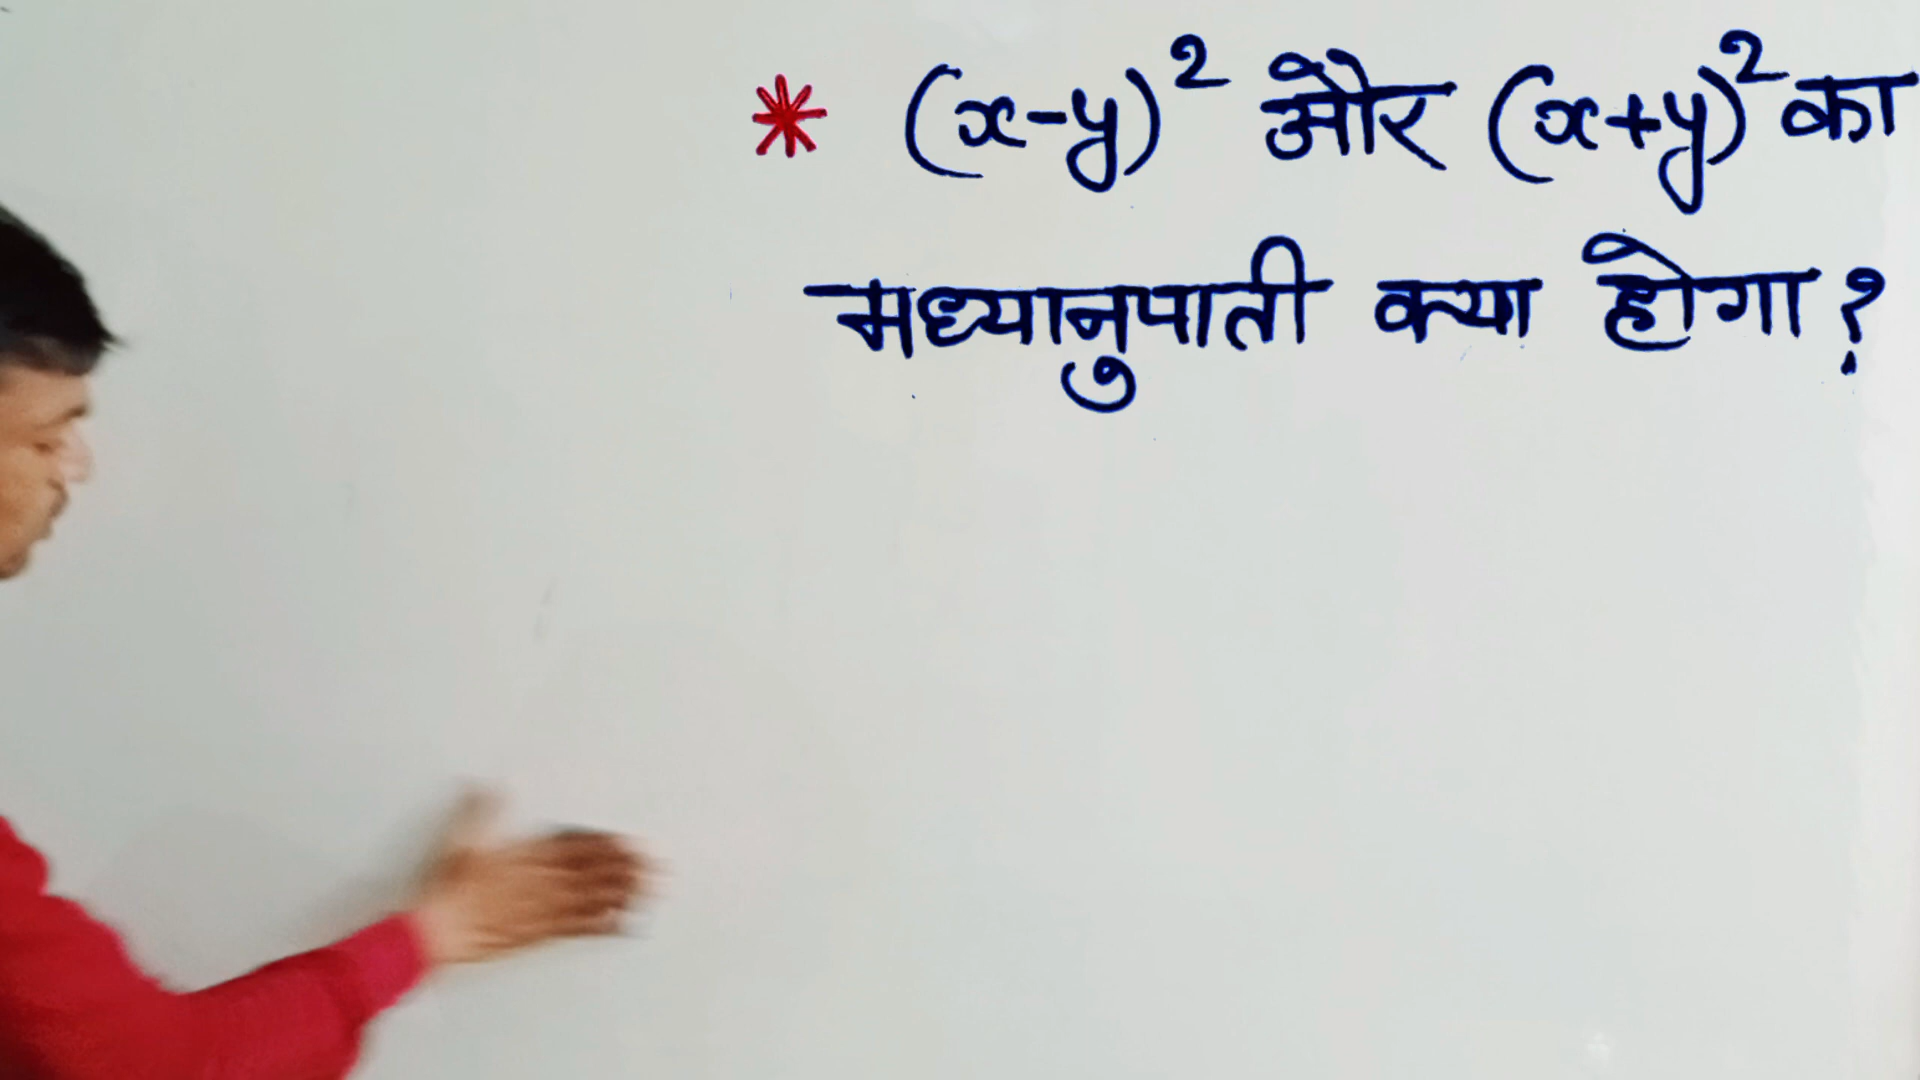 * (x-y)² और (x+y)² का
मध्यानुपाती क्या होगा ?